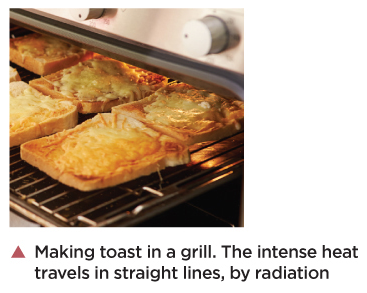 ▲ Making toast in a grill. The intense heat
travels in straight lines, by radiation